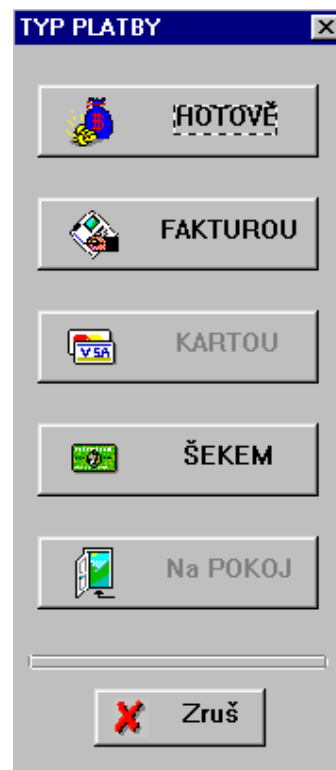 TYP PLATBY
HOTOVĚ
FAKTUROU
VISA
KARTOU
ŠEKEM
Na POKOJ
Zruš